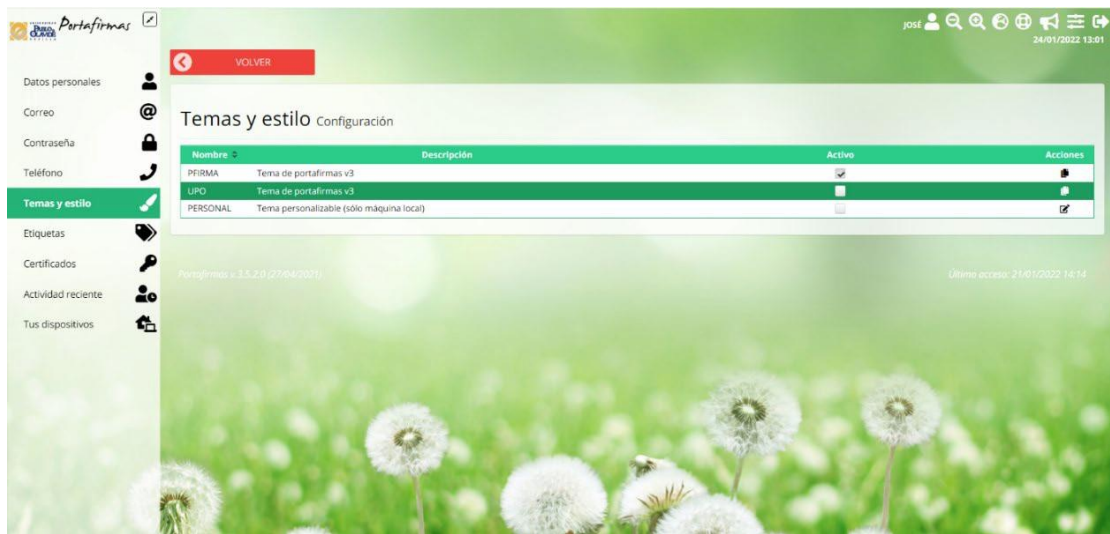 Portafirmas
JOSÉ
24/01/2022 13:01
VOLVER
Datos personales
Correo
Contraseña
Teléfono
Temas y estilo
Etiquetas
Certificados
Actividad reciente
Tus dispositivos
Temas y estilo Configuración
Nombre Descripción Activo Acciones
PFIRMA Tema de portafirmas v3
UPO Tema de portafirmas v3
PERSONAL Tema personalizable (sólo máquina local)
Portafirmas v.3.5.2.0 (27/04/2021) Último acceso: 21/01/2022 14:14